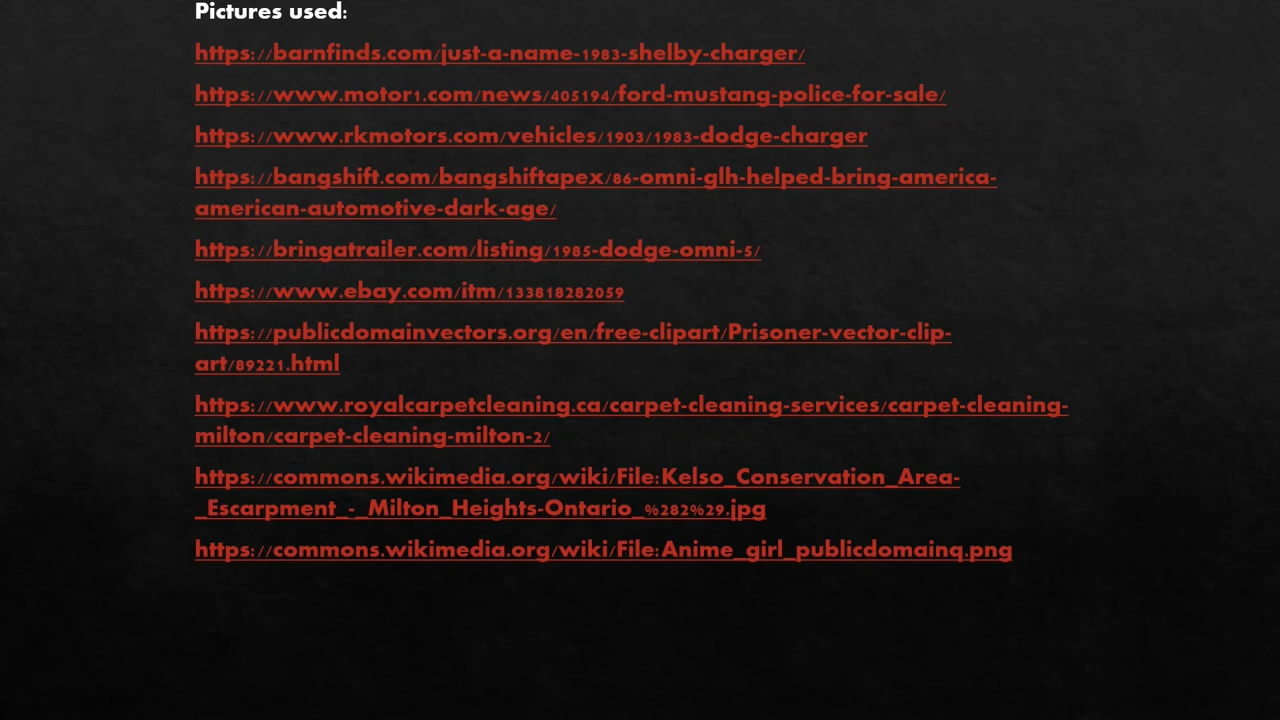 Pictures used:
https://barnfinds.com/just-a-name-1983-shelby-charger/
https://www.motor1.com/news/405194/ford-mustang-police-for-sale/
https://www.rkmotors.com/vehicles/1903/1983-dodge-charger
https://bangshift.com/bangshiftapex/86-omni-glh-helped-bring-america-
american-automotive-dark-age/
https://bringatrailer.com/listing/1985-dodge-omni-5/
https://www.ebay.com/itm/133818282059
https://publicdomainvectors.org/en/free-clipart/Prisoner-vector-clip-
art/89221.html
https://www.royalcarpetcleaning.ca/carpet-cleaning-services/carpet-cleaning-
milton/carpet-cleaning-milton-2/
https://commons.wikimedia.org/wiki/File:Kelso_Conservation_Area-
_Escarpment_-_Milton_Heights-Ontario_%282%29.jpg
https://commons.wikimedia.org/wiki/File:Anime_girl_publicdomainq.png